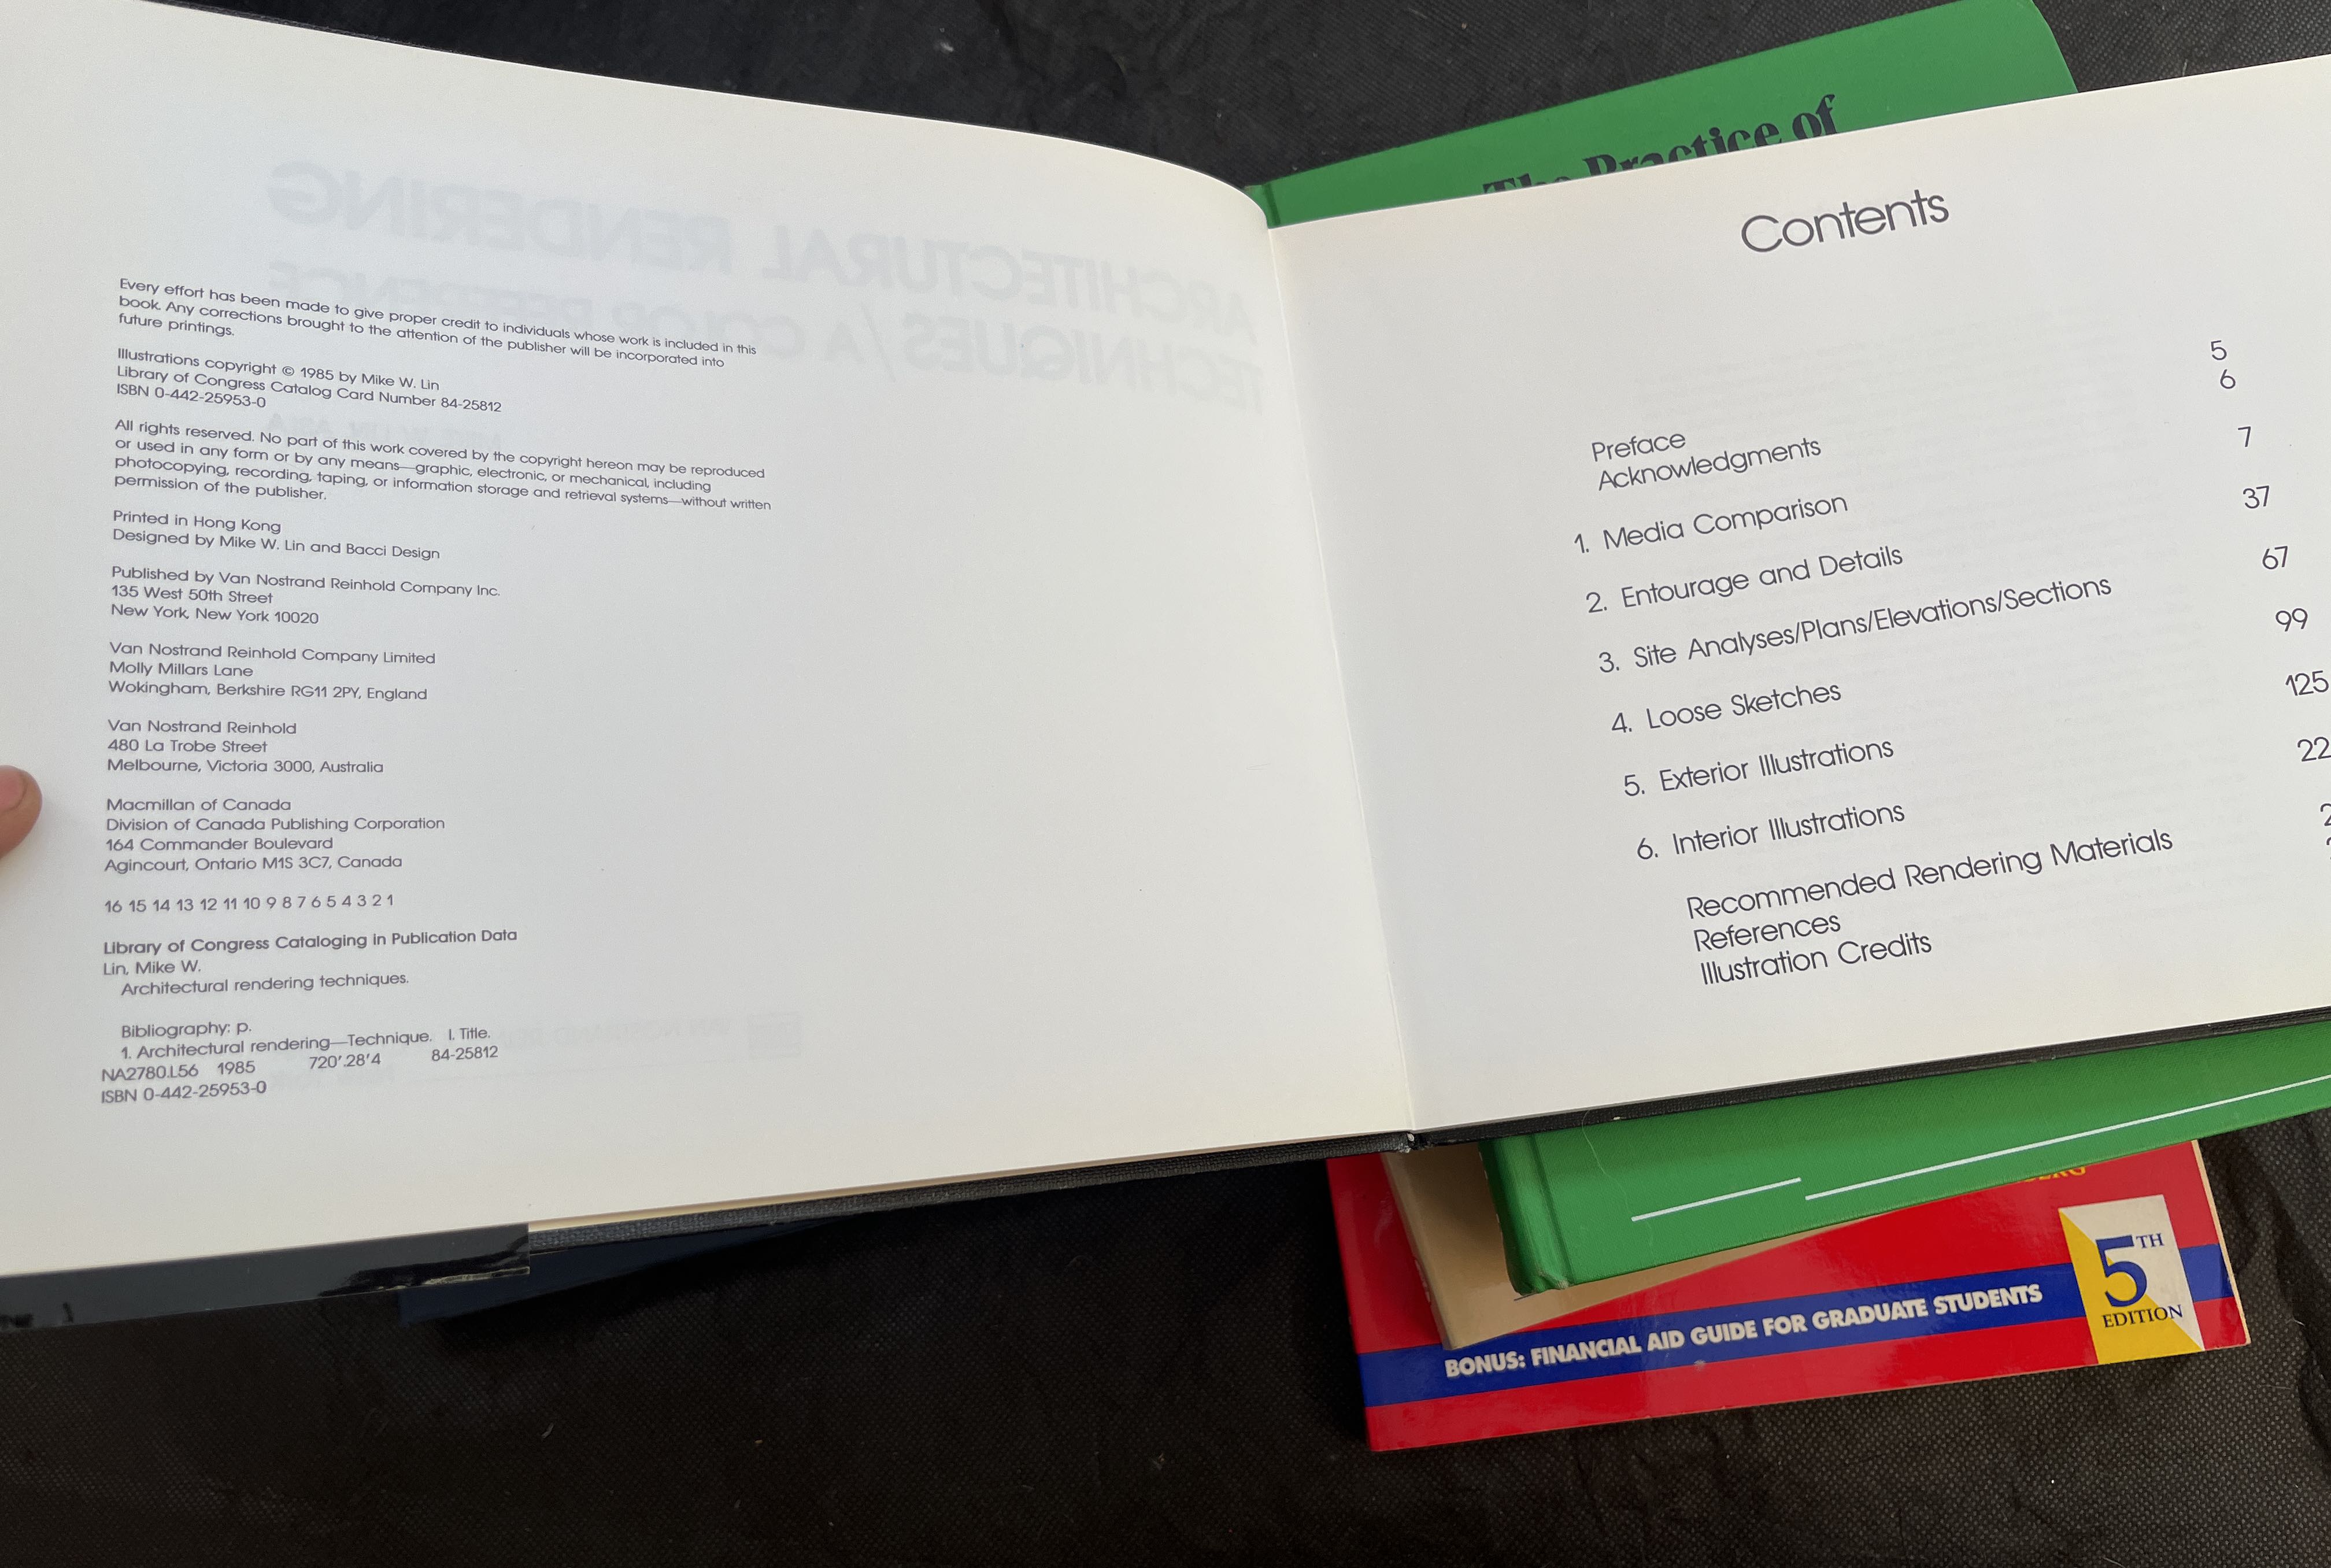 Every effort has been made to give proper credit to individuals whose work is included in this
book. Any corrections brought to the attention of the publisher will be incorporated into
future printings.
Illustrations copyright © 1985 by Mike W. Lin
Library of Congress Catalog Card Number 84-25812
ISBN 0-442-25953-0
All rights reserved. No part of this work covered by the copyright hereon may be reproduced
or used in any form or by any means—graphic, electronic, or mechanical, including
photocopying, recording, taping, or information storage and retrieval systems—without written
permission of the publisher.
Printed in Hong Kong
Designed by Mike W. Lin and Bacci Design
Published by Van Nostrand Reinhold Company Inc.
135 West 50th Street
New York, New York 10020
Van Nostrand Reinhold Company Limited
Molly Millars Lane
Wokingham, Berkshire RG11 2PY, England
Van Nostrand Reinhold
480 La Trobe Street
Melbourne, Victoria 3000, Australia
Macmillan of Canada
Division of Canada Publishing Corporation
164 Commander Boulevard
Agincourt, Ontario M1S 3C7, Canada
16 15 14 13 12 11 10 9 8 7 6 5 4 3 2 1
Library of Congress Cataloging in Publication Data
Lin, Mike W.
Architectural rendering techniques.
Bibliography: p.
1. Architectural rendering—Technique. I. Title.
NA2780.L56 1985 720'.28'4 84-25812
ISBN 0-442-25953-0
The Practice of
Contents
Preface 5
Acknowledgments 6
1. Media Comparison 7
2. Entourage and Details 37
3. Site Analyses/Plans/Elevations/Sections 67
4. Loose Sketches 99
5. Exterior Illustrations 125
6. Interior Illustrations 22
Recommended Rendering Materials 2
References
Illustration Credits
BONUS: FINANCIAL AID GUIDE FOR GRADUATE STUDENTS
5TH
EDITION